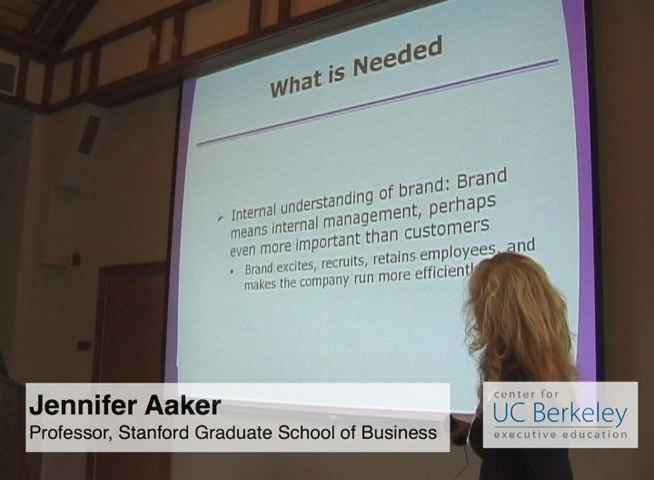 What is Needed
Internal understanding of brand: Brand
means internal management, perhaps
even more important than customers
Brand excites, recruits, retains employees, and
makes the company run more efficientl
Jennifer Aaker
Professor, Stanford Graduate School of Business
center for
UC Berkeley
executive education